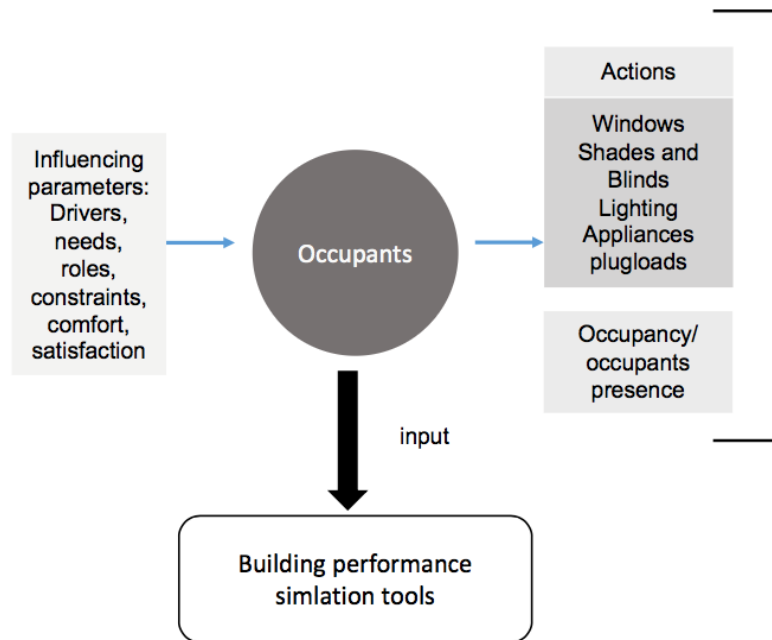 Influencing
parameters:
Drivers,
needs,
roles,
constraints,
comfort,
satisfaction
Occupants
Actions
Windows
Shades and
Blinds
Lighting
Appliances
plugloads
Occupancy/
occupants
presence
input
Building performance
simlation tools